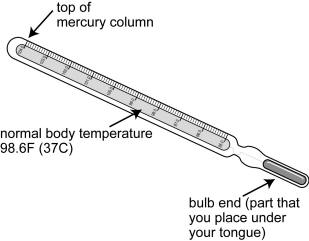 top of
mercury column
normal body temperature
98.6F (37C)
bulb end (part that
you place under
your tongue)